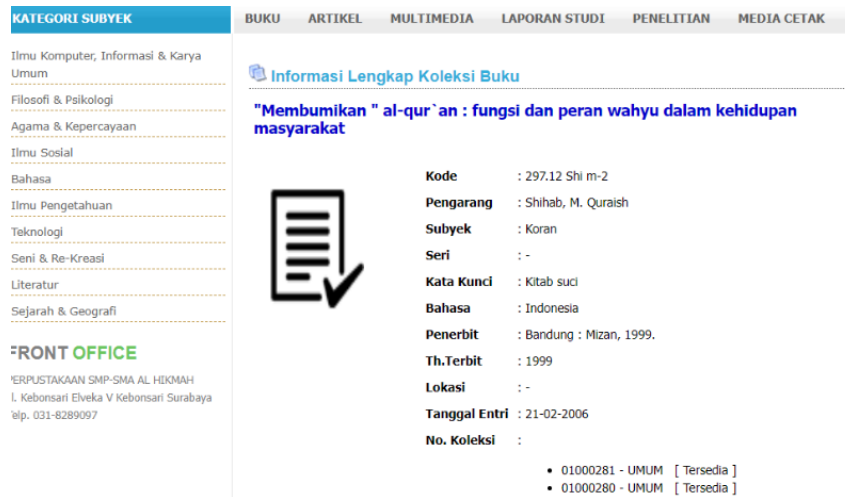 KATEGORI SUBYEK
BUKU ARTIKEL MULTIMEDIA LAPORAN STUDI PENELITIAN MEDIA CETAK
Ilmu Komputer, Informasi & Karya
Umum
Filosofi & Psikologi
Agama & Kepercayaan
Ilmu Sosial
Bahasa
Ilmu Pengetahuan
Teknologi
Seni & Re-Kreasi
Literatur
Sejarah & Geografi
FRONT OFFICE
PERPUSTAKAAN SMP-SMA AL HIKMAH
Jl. Kebonsari Elveka V Kebonsari Surabaya
Telp. 031-8289097
Informasi Lengkap Koleksi Buku
"Membumikan " al-qur`an : fungsi dan peran wahyu dalam kehidupan
masyarakat
Kode : 297.12 Shi m-2
Pengarang : Shihab, M. Quraish
Subyek : Koran
Seri : -
Kata Kunci : Kitab suci
Bahasa : Indonesia
Penerbit : Bandung : Mizan, 1999.
Th.Terbit : 1999
Lokasi : -
Tanggal Entri : 21-02-2006
No. Koleksi :
• 01000281 - UMUM [ Tersedia ]
• 01000280 - UMUM [ Tersedia ]